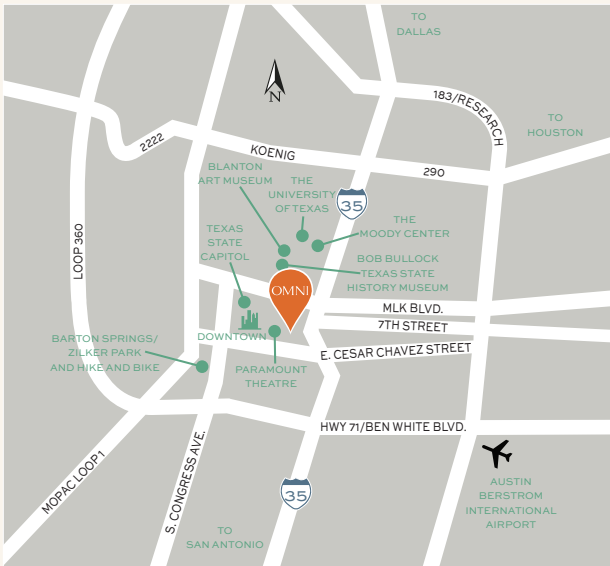 TO
DALLAS
N
183/RESEARCH
TO
HOUSTON
2222
KOENIG
290
BLANTON
ART MUSEUM
THE
UNIVERSITY
OF TEXAS
35
THE
MOODY CENTER
TEXAS
STATE
CAPITOL
LOOP 360
BOB BULLOCK
TEXAS STATE
HISTORY MUSEUM
OMNI
MLK BLVD.
7TH STREET
DOWNTOWN
E. CESAR CHAVEZ STREET
BARTON SPRINGS/
ZILKER PARK
AND HIKE AND BIKE
PARAMOUNT
THEATRE
HWY 71/BEN WHITE BLVD.
MOPAC LOOP 1
S. CONGRESS AVE.
35
AUSTIN
BERSTROM
INTERNATIONAL
AIRPORT
TO
SAN ANTONIO